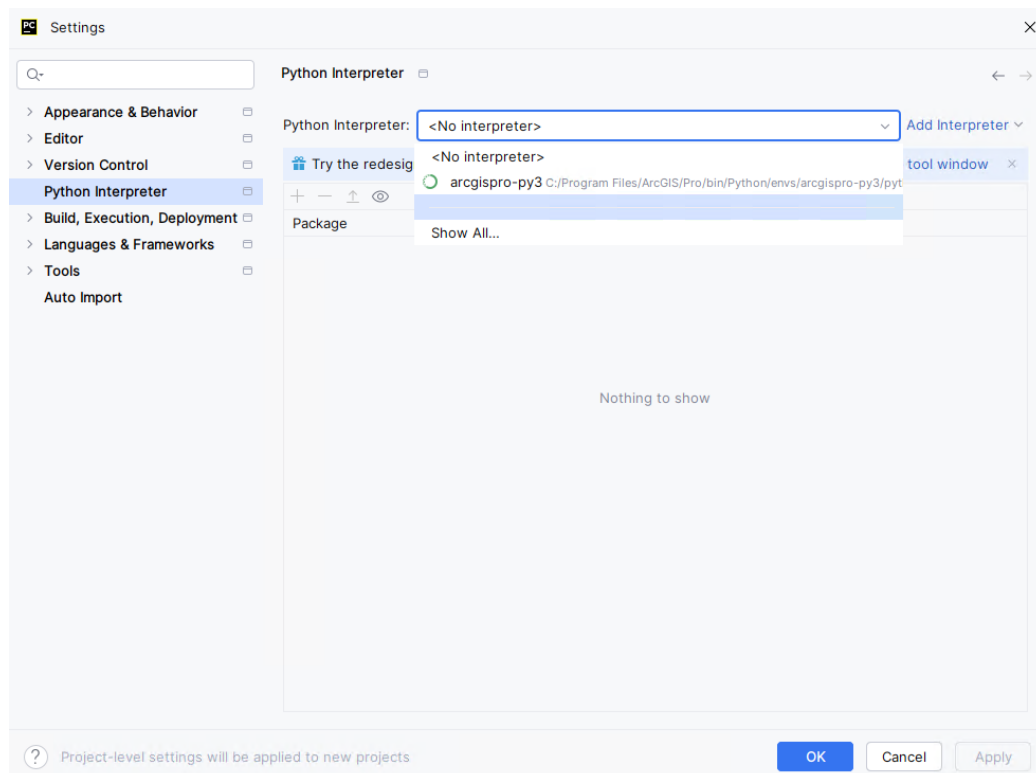 PC Settings
Python Interpreter
Appearance & Behavior
Editor
Version Control
Python Interpreter
Build, Execution, Deployment
Languages & Frameworks
Tools
Auto Import
Python Interpreter: <No interpreter> Add Interpreter
Try the redesig tool window
<No interpreter>
arcgispro-py3 C:/Program Files/ArcGIS/Pro/bin/Python/envs/arcgispro-py3/pyt
Show All...
Package
Nothing to show
? Project-level settings will be applied to new projects
OK Cancel Apply